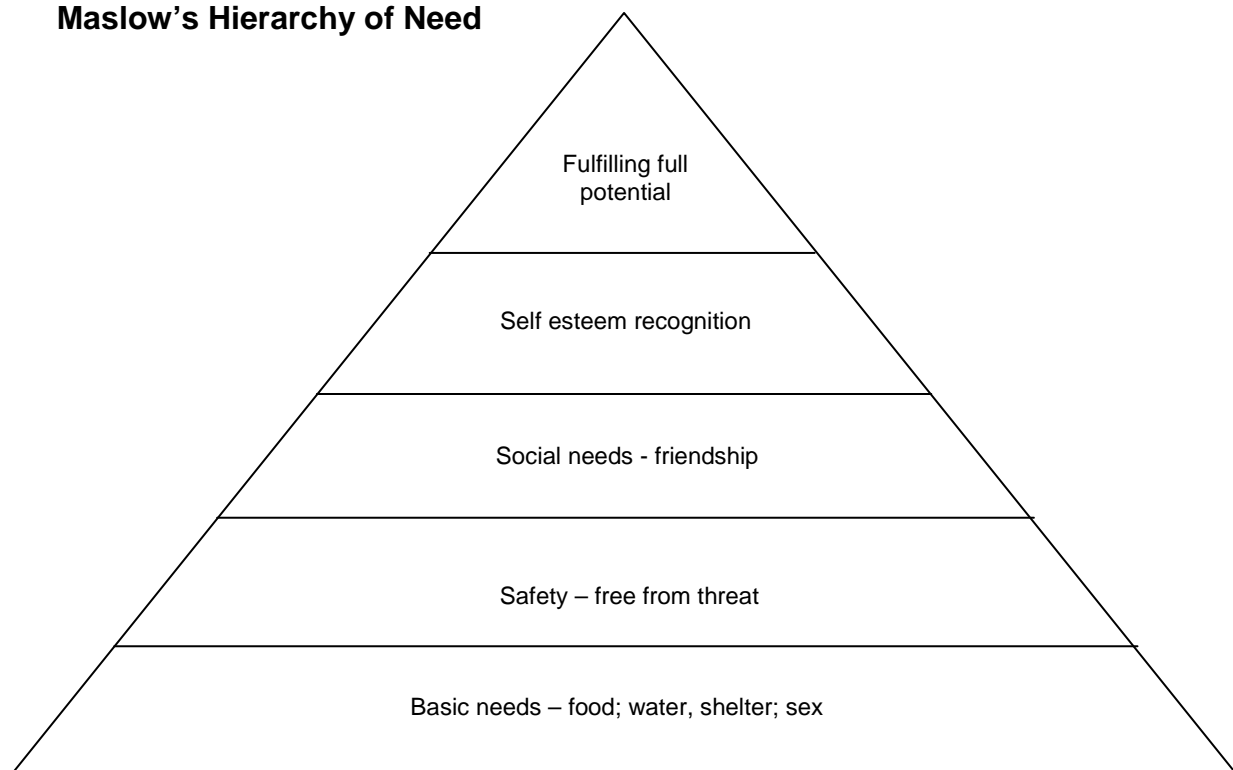 Maslow’s Hierarchy of Need
Fulfilling full
potential
Self esteem recognition
Social needs - friendship
Safety – free from threat
Basic needs – food; water, shelter; sex